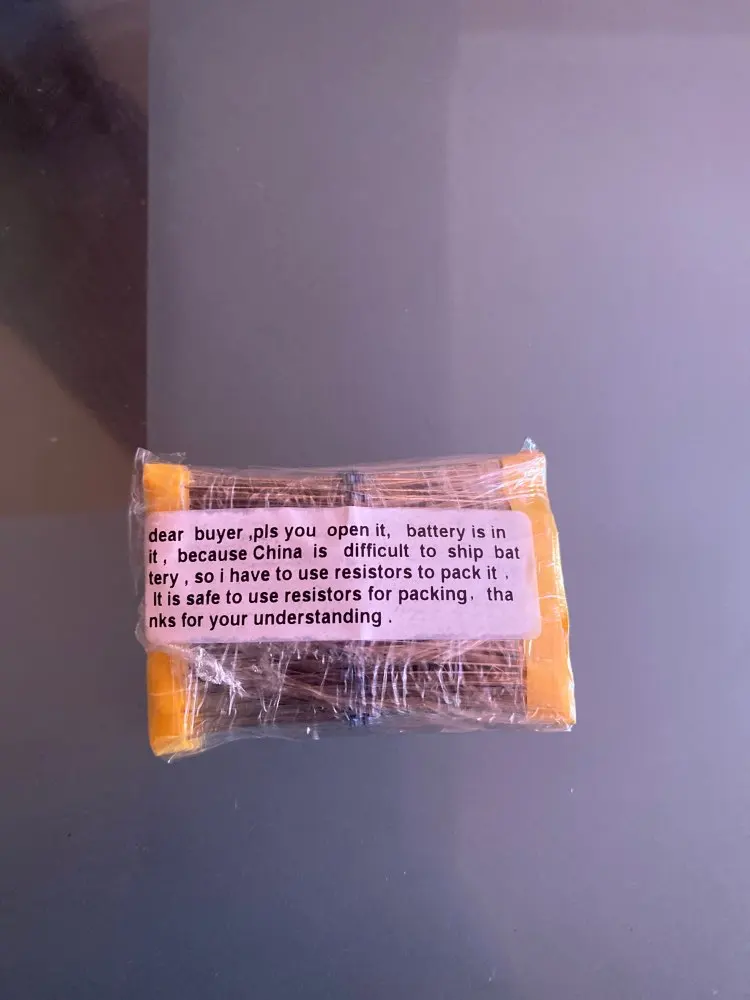 dear buyer ,pls you open it, battery is in
it , because China is difficult to ship bat
tery , so i have to use resistors to pack it .
It is safe to use resistors for packing, tha
nks for your understanding .